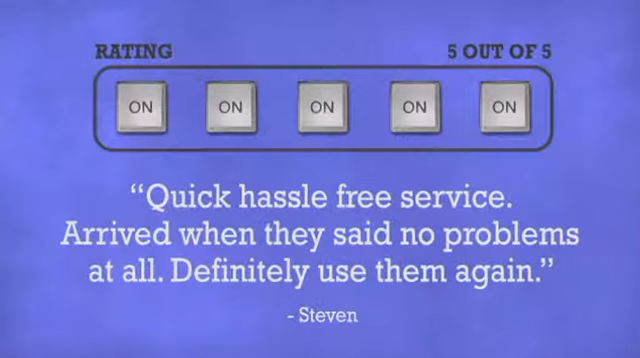 RATING 5 OUT OF 5
ON ON ON ON ON
“Quick hassle free service.
Arrived when they said no problems
at all. Definitely use them again.”
- Steven